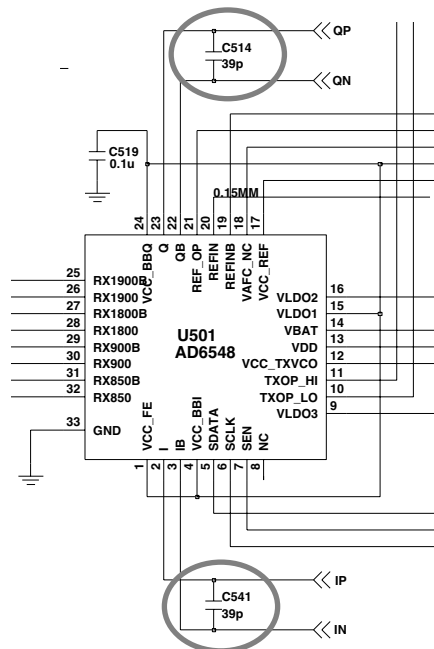 QP
C514
39p
QN
C519
0.1u
0.15MM
24
23
22
21
20
19
18
17
VCC_BBQ
Q
QB
REF_OP
REFIN
REFINB
VAFC_NC
VCC_REF
25 RX1900B
26 RX1900
27 RX1800B
28 RX1800
29 RX900B
30 RX900
31 RX850B
32 RX850
33 GND
U501
AD6548
VLDO2 16
VLDO1 15
VBAT 14
VDD 13
VCC_TXVCO 12
TXOP_HI 11
TXOP_LO 10
VLDO3 9
VCC_FE
I
IB
VCC_BBI
SDATA
SCLK
SEN
NC
1
2
3
4
5
6
7
8
IP
C541
39p
IN